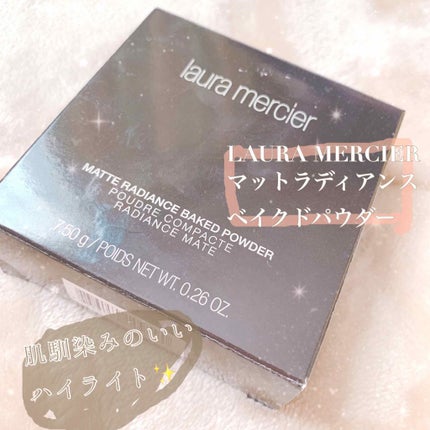 laura mercier
MATTE RADIANCE BAKED POWDER
POUDRE COMPACTE
RADIANCE MATE
7.50 g / POIDS NET WT. 0.26 OZ.
LAURA MERCIER
マットラディアンス
ベイクドパウダー
肌馴染みのいい
ハイライト✨